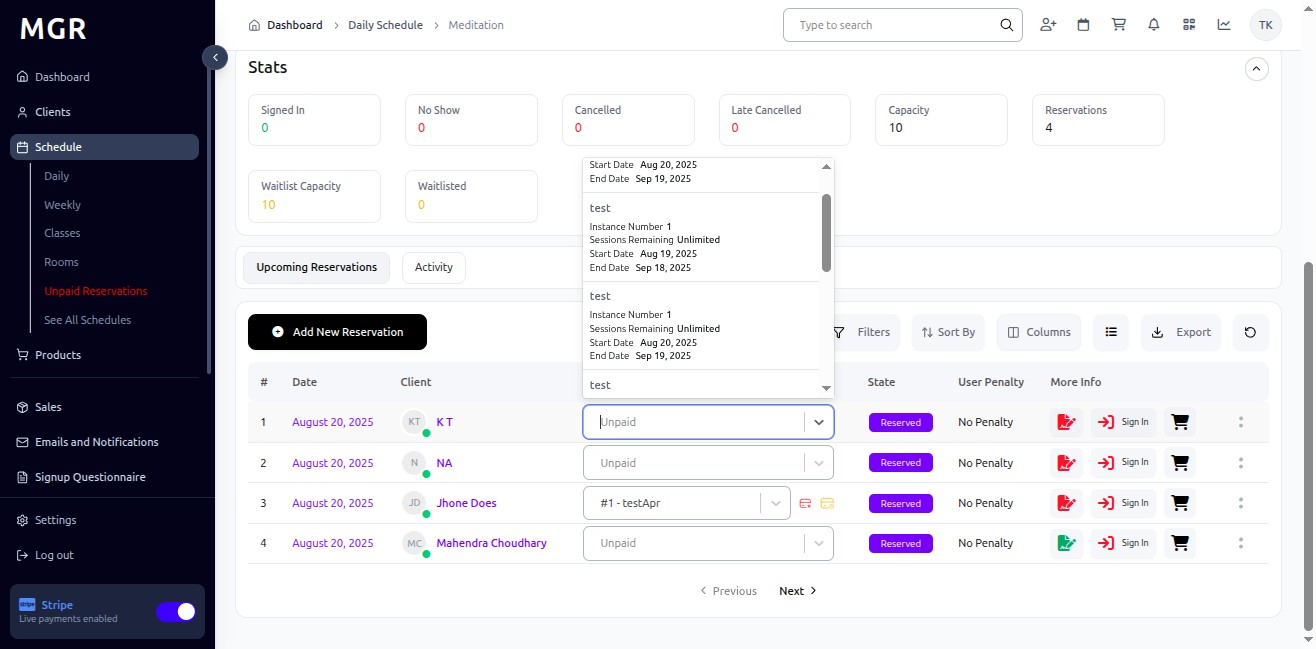 MGR
Dashboard
Clients
Schedule
Daily
Weekly
Classes
Rooms
Unpaid Reservations
See All Schedules
Products
Sales
Emails and Notifications
Signup Questionnaire
Settings
Log out
stripe Stripe
Live payments enabled
Dashboard > Daily Schedule > Meditation
Type to search
TK
Stats
Signed In
0
No Show
0
Cancelled
0
Late Cancelled
0
Capacity
10
Reservations
4
Waitlist Capacity
10
Waitlisted
0
Start Date Aug 20, 2025
End Date Sep 19, 2025
test
Instance Number 1
Sessions Remaining Unlimited
Start Date Aug 19, 2025
End Date Sep 18, 2025
test
Instance Number 1
Sessions Remaining Unlimited
Start Date Aug 20, 2025
End Date Sep 19, 2025
test
Upcoming Reservations
Activity
Add New Reservation
Filters
Sort By
Columns
Export
# Date Client State User Penalty More Info
1 August 20, 2025 KT K T Unpaid Reserved No Penalty Sign In
2 August 20, 2025 N NA Unpaid Reserved No Penalty Sign In
3 August 20, 2025 JD Jhone Does #1 - testApr Reserved No Penalty Sign In
4 August 20, 2025 MC Mahendra Choudhary Unpaid Reserved No Penalty Sign In
Previous Next